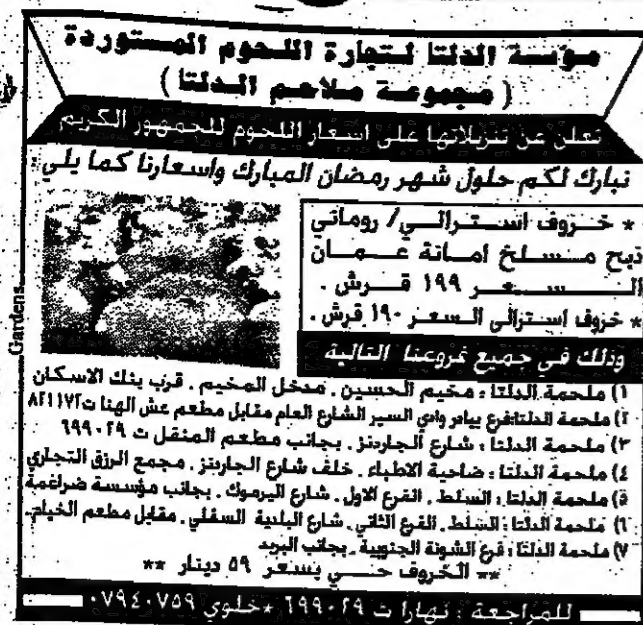 مؤسسة الدلتا لتجارة اللحوم المستوردة
( مجموعة ملاحم الدلتا )
تعلن عن تنزيلاتها على اسعار اللحوم للجمهور الكريم
نبارك لكم حلول شهر رمضان المبارك واسعارنا كما يلي :
* خروف استرالي/ روماني
ذبح مسلخ امانة عمان
السعر ١٩٩ قرش .
* خروف استرالي السعر ١٩٠ قرش .
وذلك في جميع فروعنا التالية
١) ملحمة الدلتا ، مخيم الحسين . مدخل المخيم . قرب بنك الاسكان
٢) ملحمة الدلتا فرع بيادر وادي السير الشارع العام مقابل مطعم عش الهنا ت ٨٢١١٧٢
٣) ملحمة الدلتا ، شارع الجاردنز . بجانب مطعم المنقل ت ٦٩٩٠٢٩
٤) ملحمة الدلتا ، ضاحية الاطباء . خلف شارع الجاردنز . مجمع الرزق التجاري
٥) ملحمة الدلتا ، السلط . الفرع الاول . شارع اليرموك . بجانب مؤسسة ضراغمة
٦) ملحمة الدلتا ، السلط . الفرع الثاني . شارع البلدية السفلي . مقابل مطعم الخيام .
٧) ملحمة الدلتا ، فرع الشونة الجنوبية . بجانب البريد
** الخروف حي بسعر ٥٩ دينار **
للمراجعة : نهارا ت ٦٩٩٠٢٩ * خلوي ٠٧٩٤٠٧٥٩
Gardens